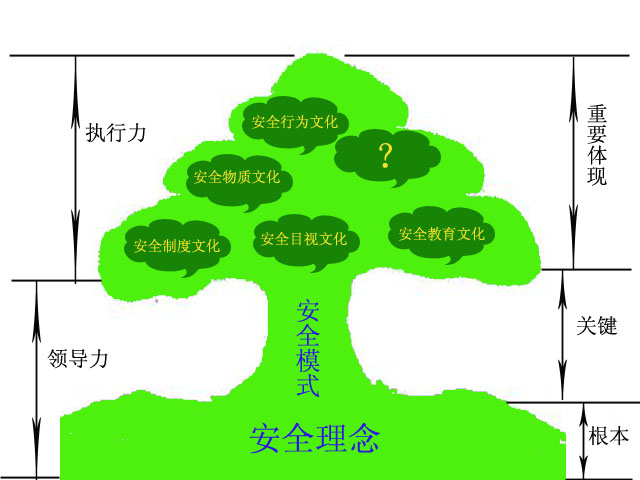 安全行为文化
执行力
重要体现
?
安全物质文化
安全制度文化
安全目视文化
安全教育文化
安全模式
关键
领导力
安全理念
根本